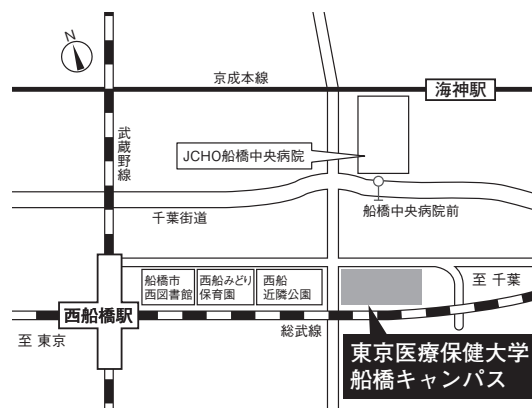 N
京成本線
海神駅
武蔵野線
JCHO船橋中央病院
船橋中央病院前
千葉街道
船橋市
西図書館
西船みどり
保育園
西船
近隣公園
至 千葉
西船橋駅
至 東京
総武線
東京医療保健大学
船橋キャンパス